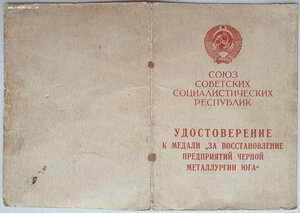 СОЮЗ
СОВЕТСКИХ
СОЦИАЛИСТИЧЕСКИХ
РЕСПУБЛИК
УДОСТОВЕРЕНИЕ
К МЕДАЛИ „ЗА ВОССТАНОВЛЕНИЕ
ПРЕДПРИЯТИЙ ЧЕРНОЙ
МЕТАЛЛУРГИИ ЮГА“